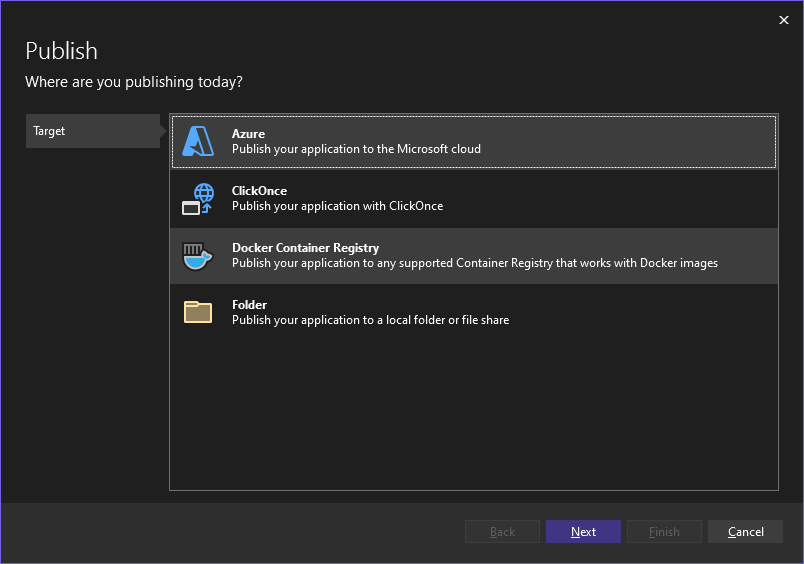 Publish
Where are you publishing today?
Target
Azure
Publish your application to the Microsoft cloud
ClickOnce
Publish your application with ClickOnce
Docker Container Registry
Publish your application to any supported Container Registry that works with Docker images
Folder
Publish your application to a local folder or file share
Back
Next
Finish
Cancel